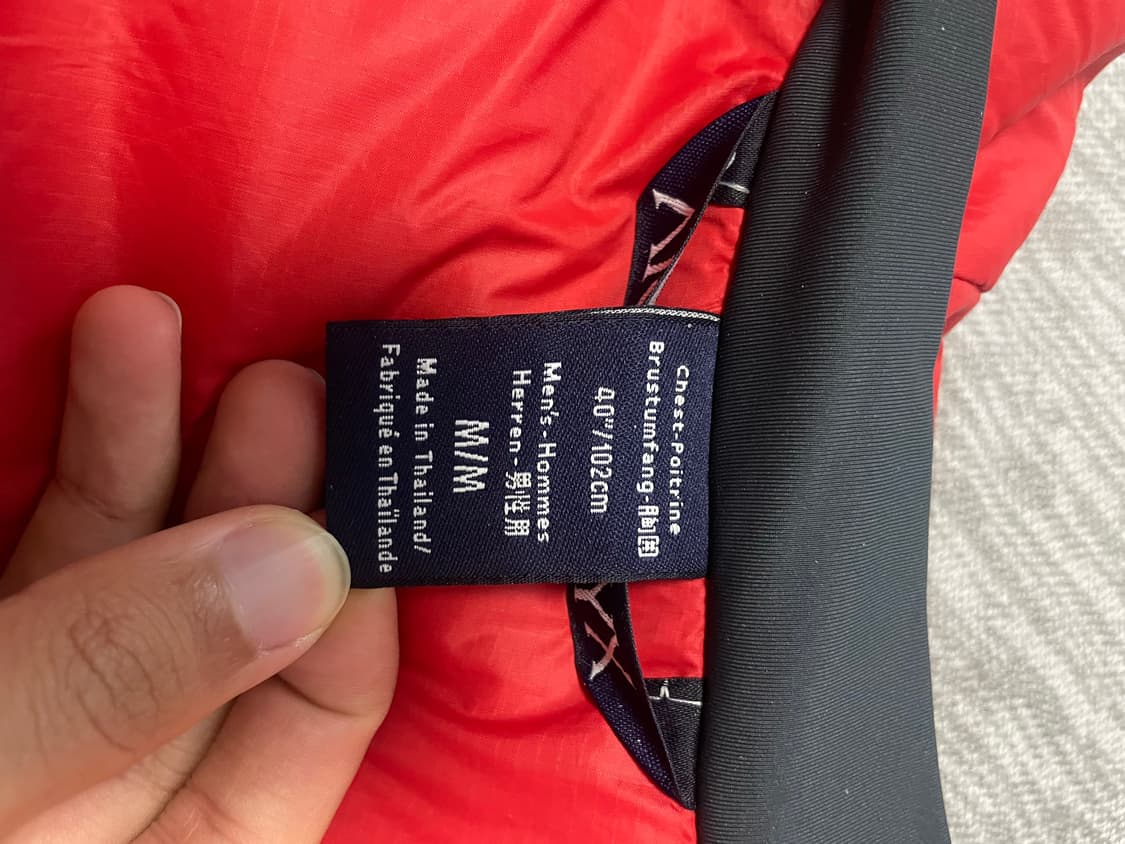 Chest-Poitrine
Brustumfang-胸囲
40"/102cm
Men's-Hommes
Herren-男性用
M/M
Made in Thailand/
Fabriqué en Thaïlande